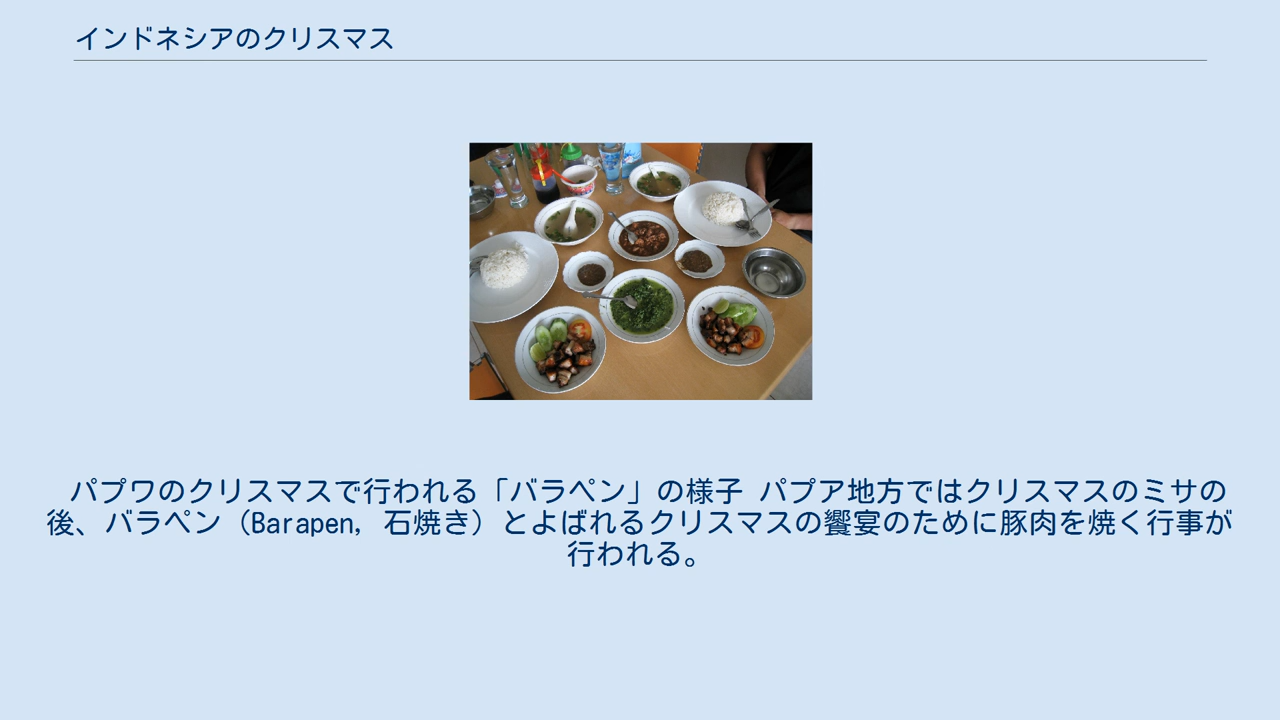 インドネシアのクリスマス
パプワのクリスマスで行われる「バラペン」の様子 パプア地方ではクリスマスのミサの
後、バラペン（Barapen, 石焼き）とよばれるクリスマスの饗宴のために豚肉を焼く行事が
行われる。